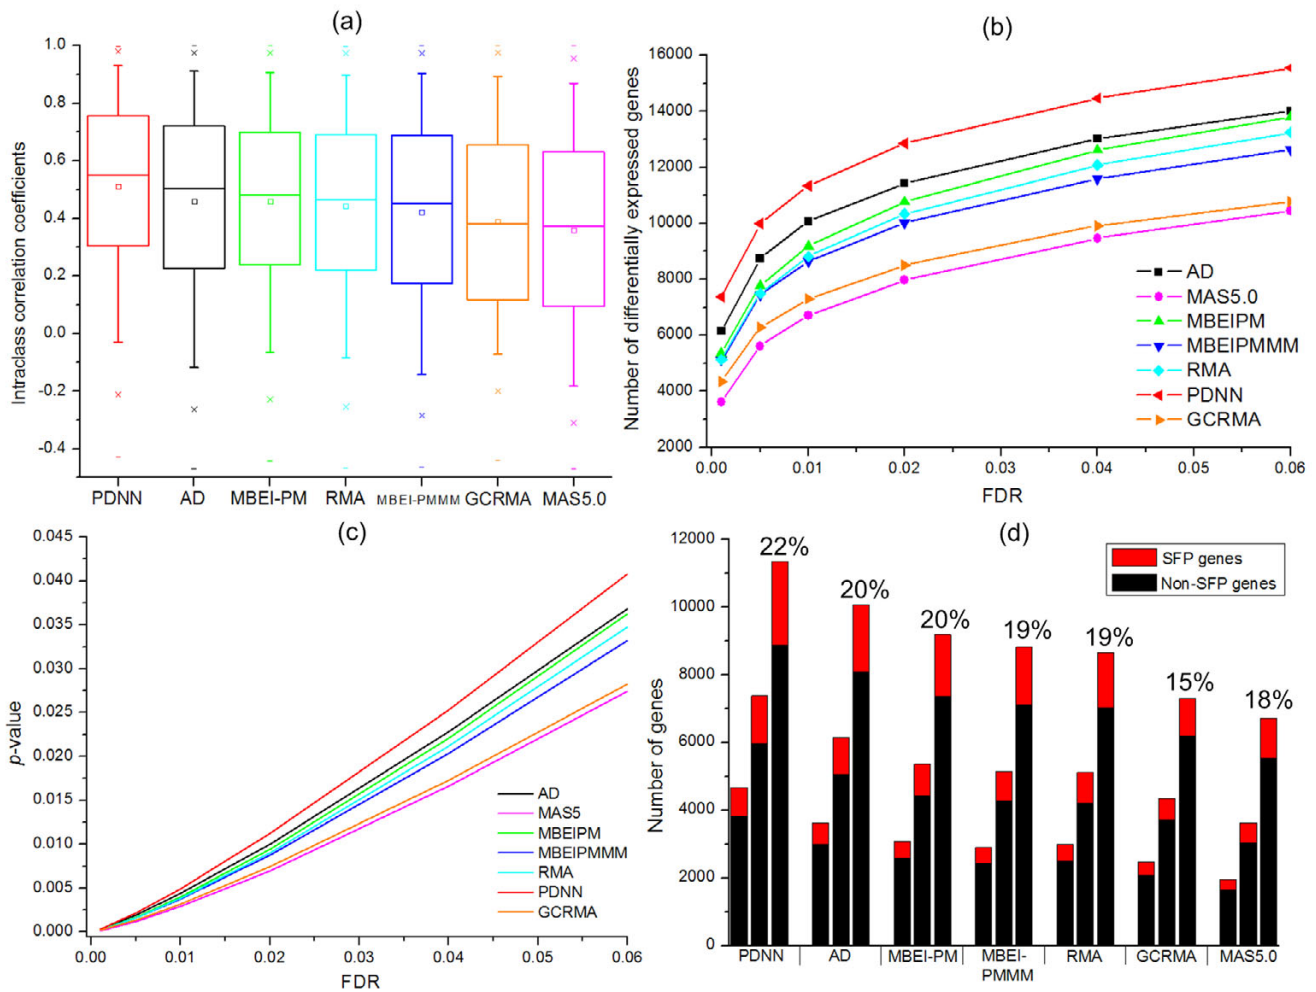 (a)
Intraclass correlation coefficients
1.0
0.8
0.6
0.4
0.2
0.0
-0.2
-0.4
PDNN AD MBEI-PM RMA MBEI-PMMM GCRMA MAS5.0
(b)
Number of differentially expressed genes
16000
14000
12000
10000
8000
6000
4000
2000
0.00 0.01 0.02 0.03 0.04 0.05 0.06
FDR
AD
MAS5.0
MBEIPM
MBEIPMMM
RMA
PDNN
GCRMA
(c)
p-value
0.045
0.040
0.035
0.030
0.025
0.020
0.015
0.010
0.005
0.000
0.00 0.01 0.02 0.03 0.04 0.05 0.06
FDR
AD
MAS5
MBEIPM
MBEIPMMM
RMA
PDNN
GCRMA
(d)
Number of genes
12000
10000
8000
6000
4000
2000
0
22%
20%
20%
19%
19%
15%
18%
SFP genes
Non-SFP genes
PDNN AD MBEI-PM MBEI-PMMM RMA GCRMA MAS5.0